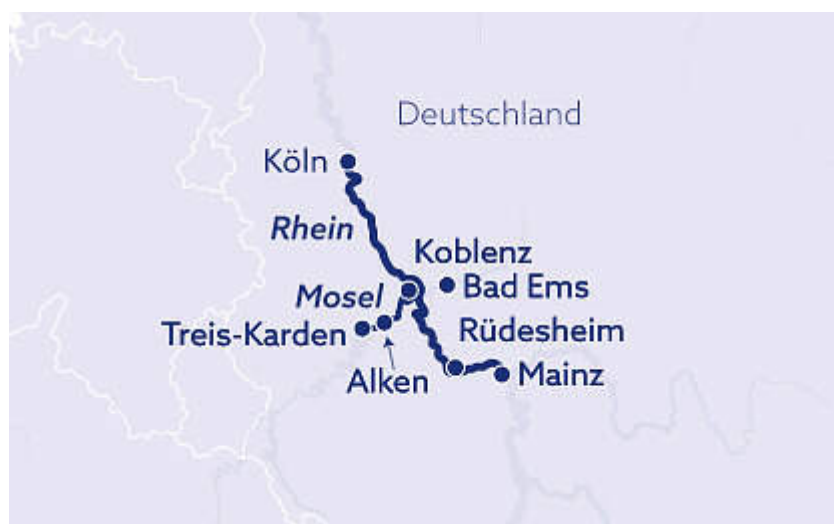 Deutschland
Köln
Rhein
Koblenz
Mosel
Bad Ems
Treis-Karden
Rüdesheim
Alken
Mainz